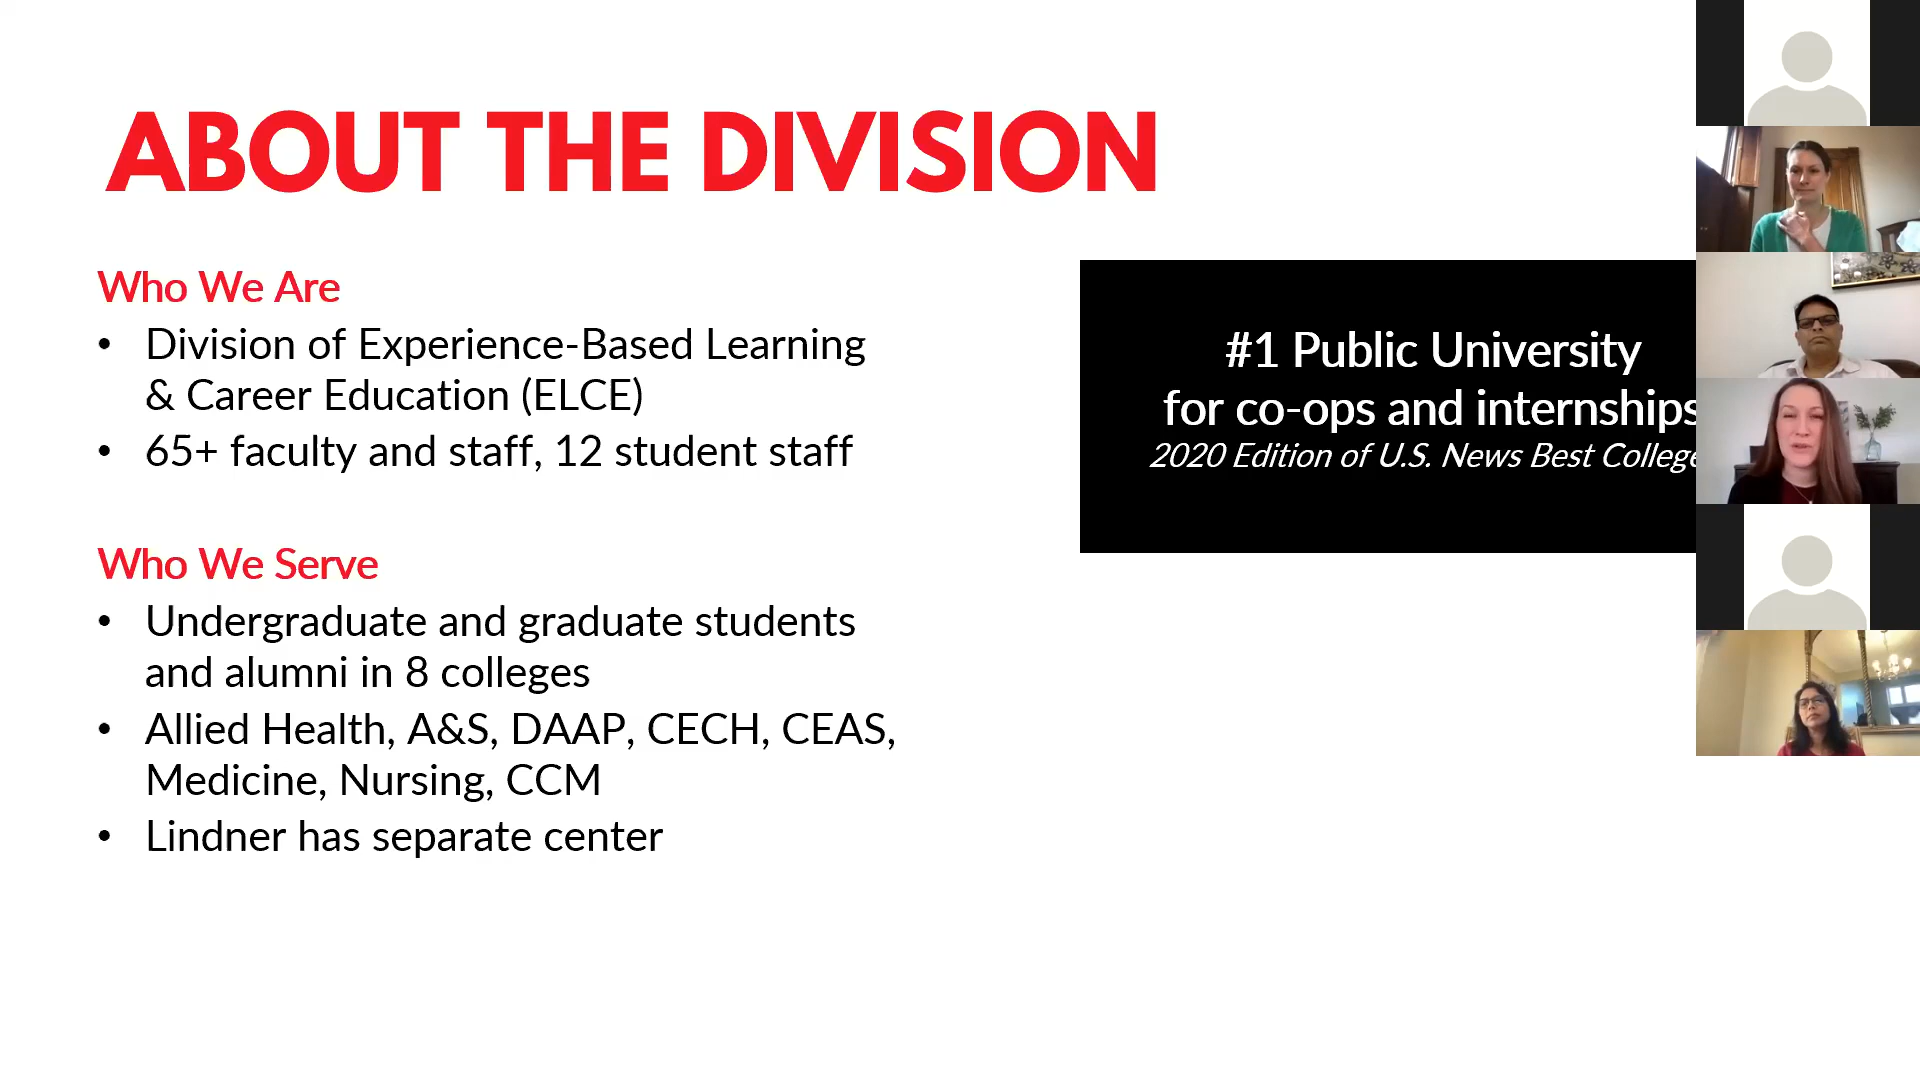 ABOUT THE DIVISION
Who We Are
• Division of Experience-Based Learning
& Career Education (ELCE)
• 65+ faculty and staff, 12 student staff
Who We Serve
• Undergraduate and graduate students
and alumni in 8 colleges
• Allied Health, A&S, DAAP, CECH, CEAS,
Medicine, Nursing, CCM
• Lindner has separate center
#1 Public University
for co-ops and internships
2020 Edition of U.S. News Best College